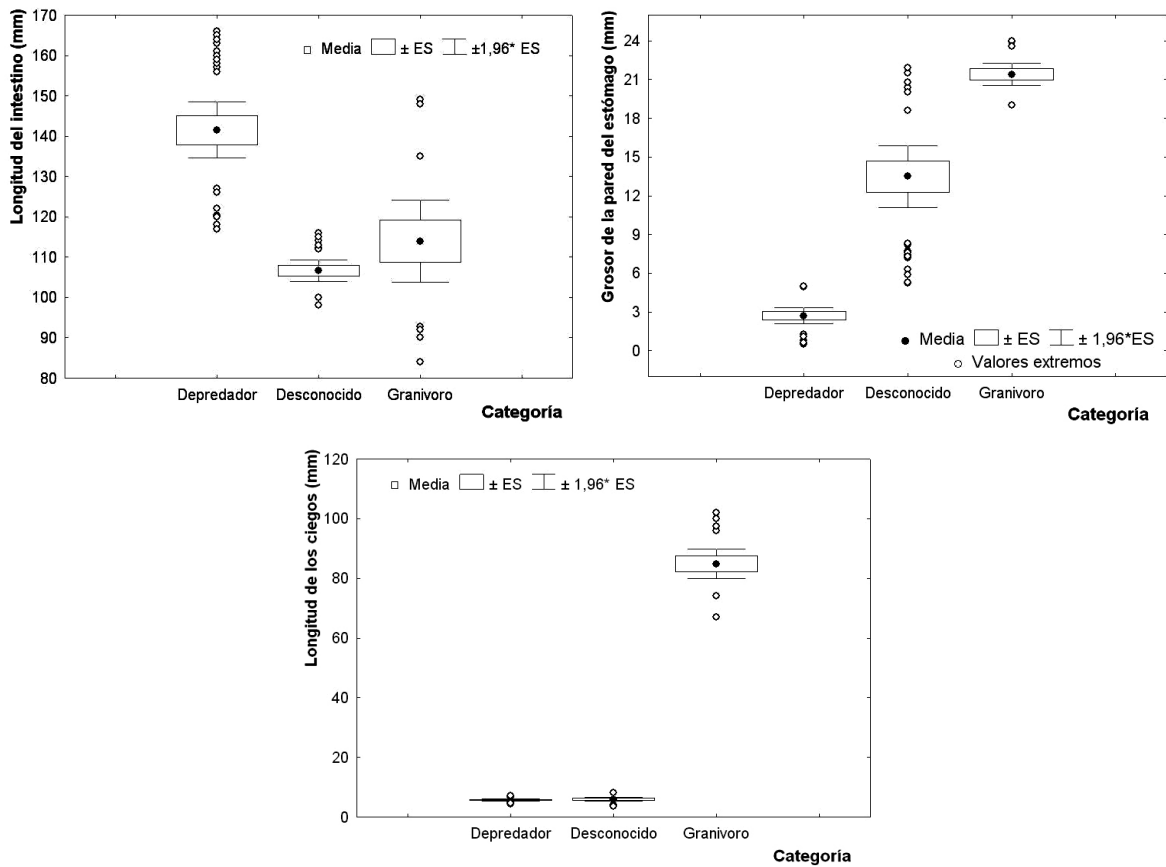 Longitud del intestino (mm)
170
160
150
140
130
120
110
100
90
80
Media ± ES ±1,96* ES
Depredador Desconocido Granivoro
Categoría
Grosor de la pared del estómago (mm)
24
21
18
15
12
9
6
3
0
Media ± ES ± 1,96*ES
Valores extremos
Depredador Desconocido Granivoro
Categoría
Longitud de los ciegos (mm)
120
100
80
60
40
20
0
Media ± ES ± 1,96* ES
Depredador Desconocido Granivoro
Categoría